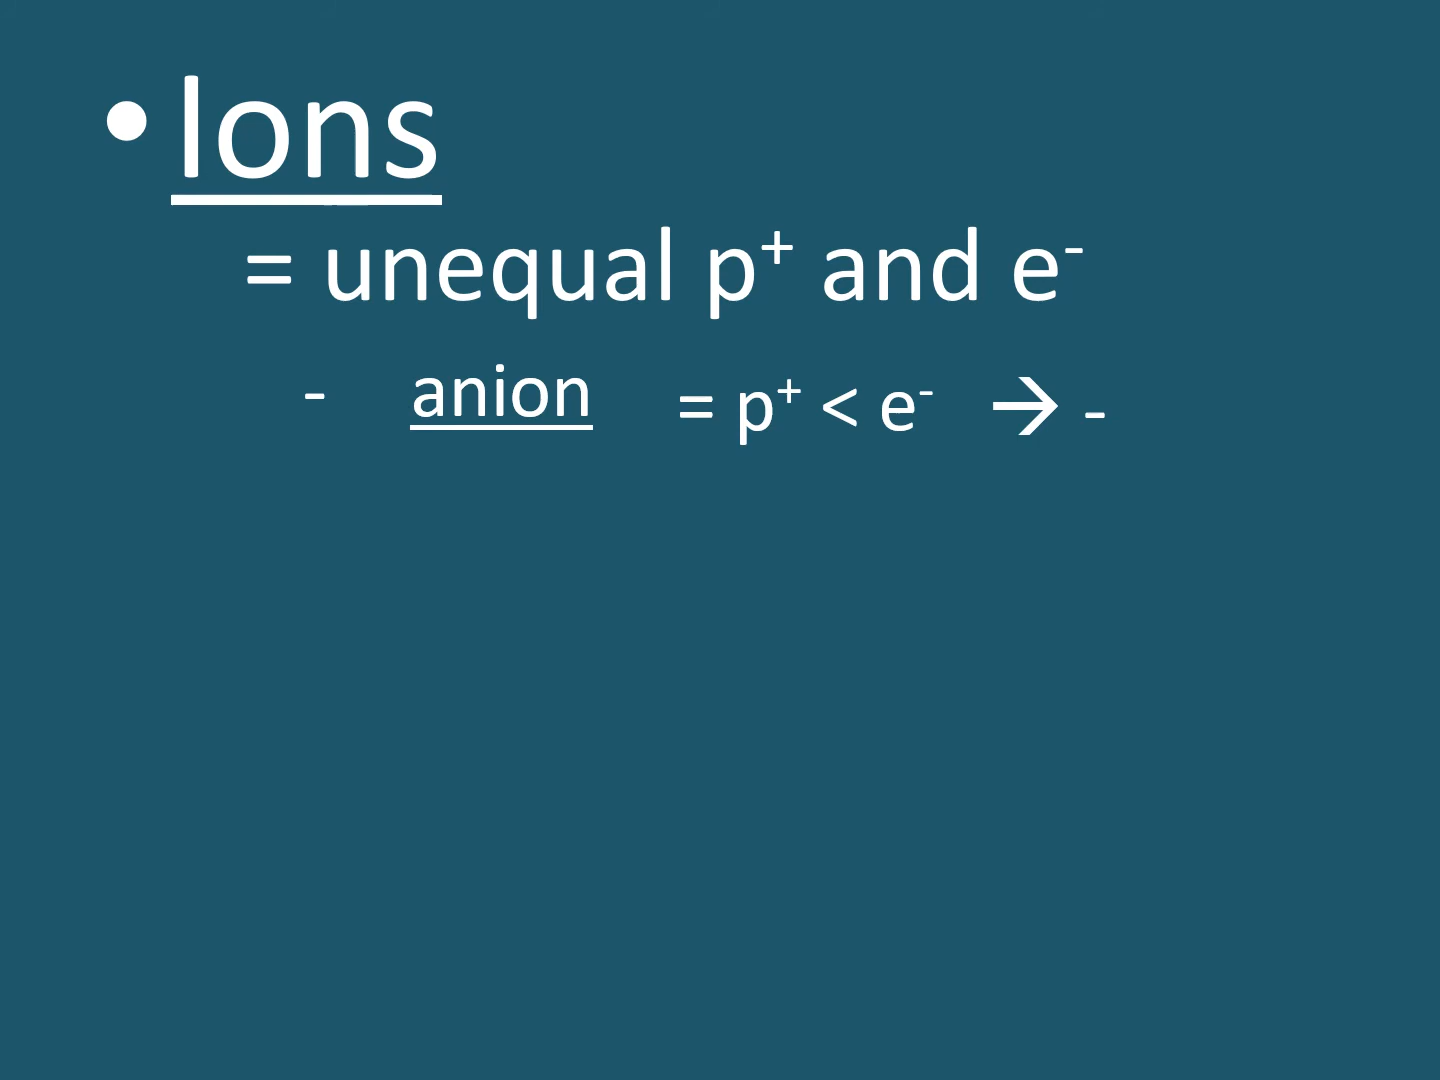 • Ions
= unequal p⁺ and e⁻
- anion = p⁺ < e⁻ → -